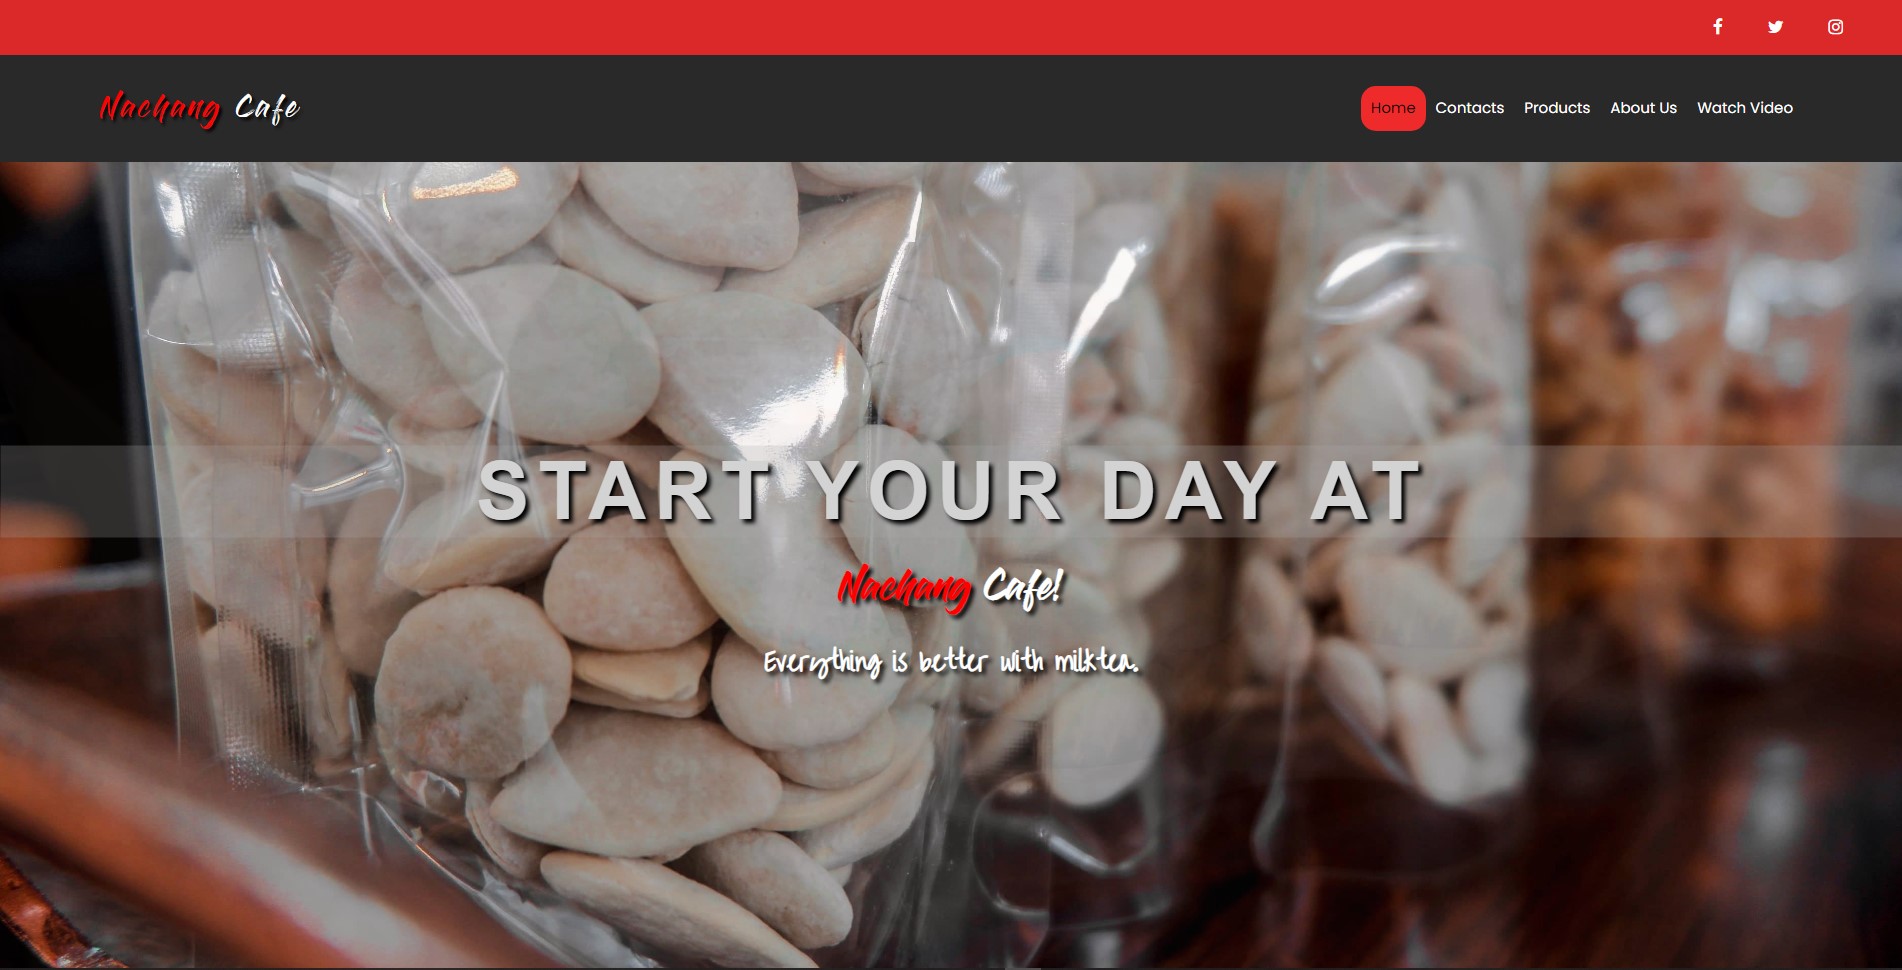 Nachang Cafe
Home Contacts Products About Us Watch Video
START YOUR DAY AT
Nachang Cafe!
Everything is better with milktea.